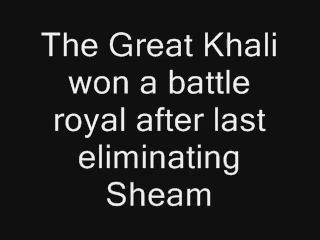 The Great Khali
won a battle
royal after last
eliminating
Sheam